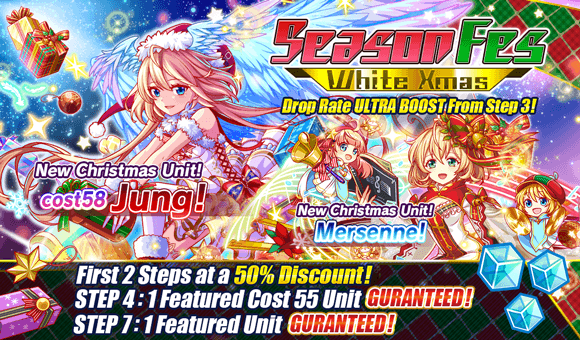 Season Fes
White Xmas
Drop Rate ULTRA BOOST From Step 3!
New Christmas Unit!
cost58 Jung!
New Christmas Unit!
Mersenne!
First 2 Steps at a 50% Discount!
STEP 4 : 1 Featured Cost 55 Unit GURANTEED!
STEP 7 : 1 Featured Unit GURANTEED!